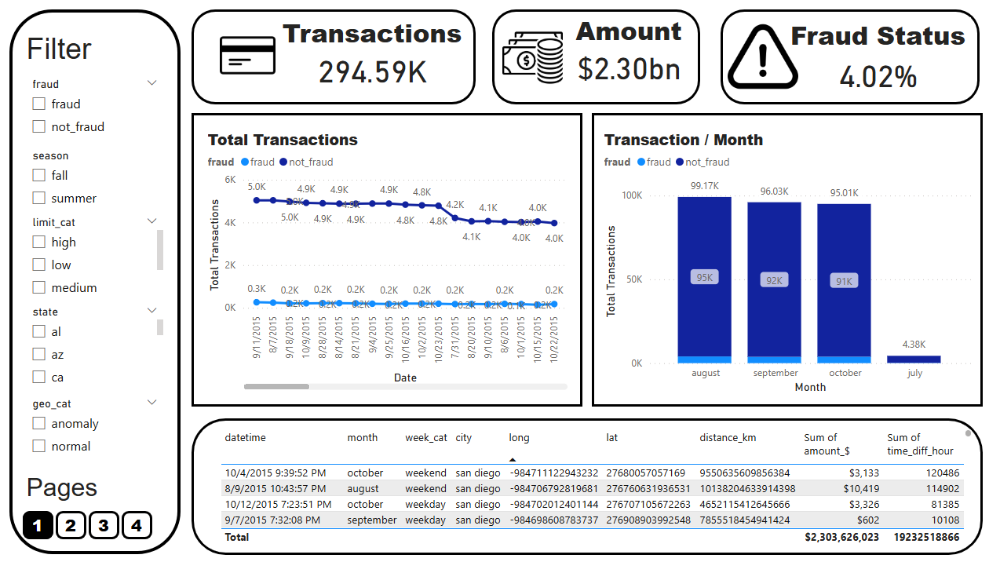 Filter
fraud
fraud
not_fraud
season
fall
summer
limit_cat
high
low
medium
state
al
az
ca
geo_cat
anomaly
normal
Pages
1 2 3 4
Transactions
294.59K
Amount
$2.30bn
Fraud Status
4.02%
Total Transactions
fraud fraud not_fraud
Total Transactions
6K
4K
2K
0K
5.0K 4.9K 4.9K 4.9K 4.8K 4.2K 4.1K 4.0K
5.0K 4.9K 4.9K 4.8K 4.8K 4.1K 4.0K 4.0K
0.3K 0.2K 0.2K 0.2K 0.2K 0.2K 0.2K 0.2K
9/11/2015 8/7/2015 9/18/2015 10/9/2015 8/28/2015 8/14/2015 8/21/2015 9/4/2015 9/25/2015 10/16/2015 10/2/2015 10/23/2015 7/31/2015 8/20/2015 9/10/2015 8/6/2015 10/1/2015 10/15/2015 10/22/2015
Date
Transaction / Month
fraud fraud not_fraud
Total Transactions
100K
50K
0K
99.17K 96.03K 95.01K 4.38K
95K 92K 91K
august september october july
Month
datetime month week_cat city long lat distance_km Sum of amount_$ Sum of time_diff_hour
10/4/2015 9:39:52 PM october weekend san diego -984711122943232 27680057057169 9550635609856384 $3,133 120486
8/9/2015 10:43:57 PM august weekend san diego -984706792819681 276760631936531 10138204633914398 $10,419 114902
10/12/2015 7:23:51 PM october weekday san diego -984702012401144 276707105672263 4652115412645666 $3,326 81385
9/7/2015 7:32:08 PM september weekday san diego -984698608783737 276908903992548 7855518454941424 $602 10108
Total $2,303,626,023 19232518866